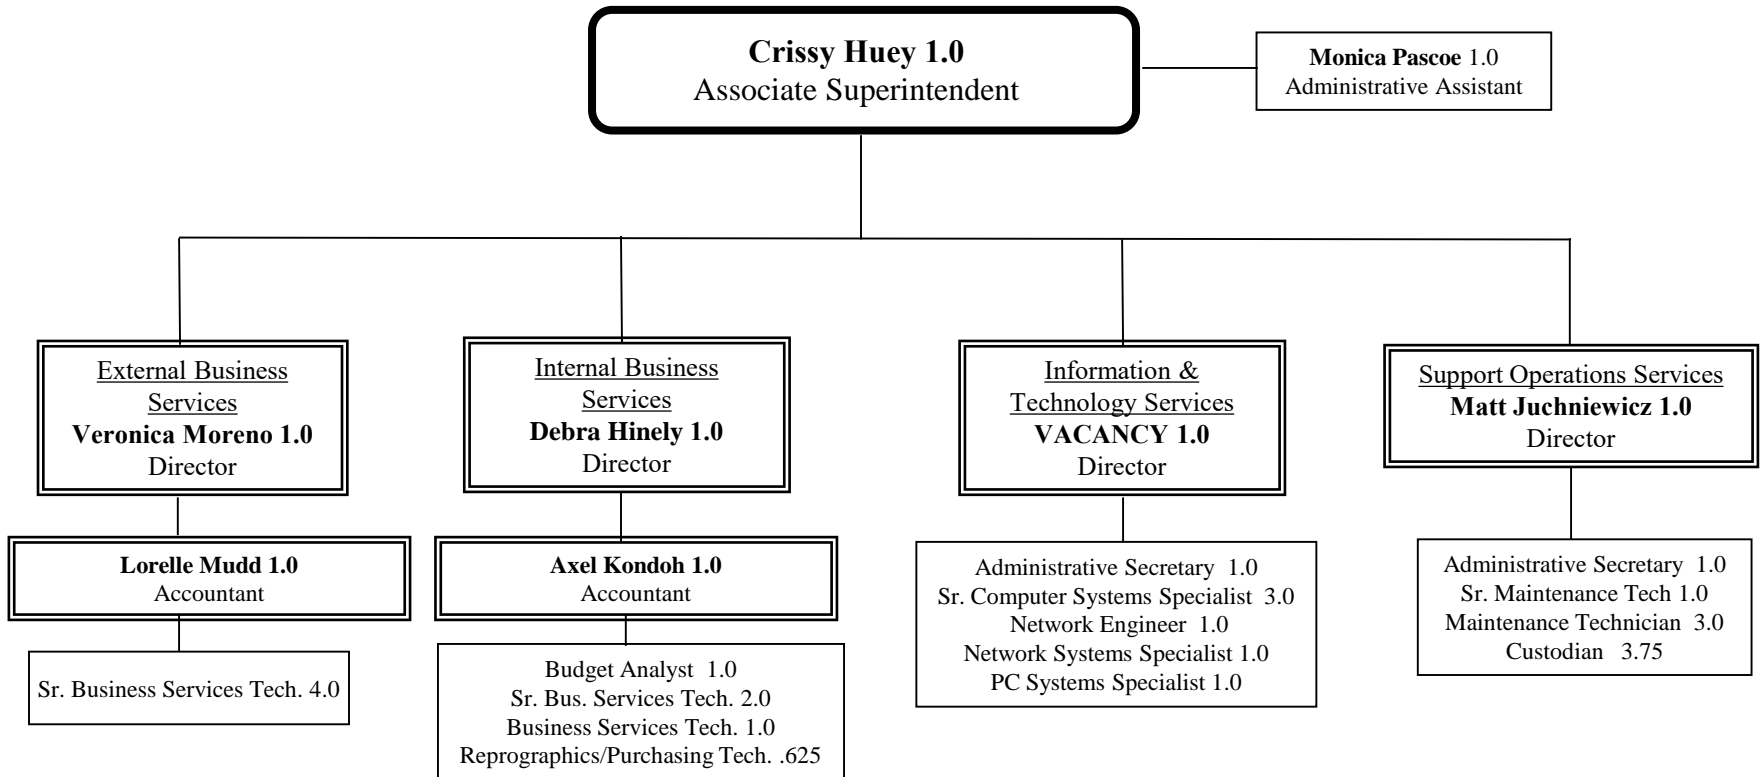 Crissy Huey 1.0
Associate Superintendent
Monica Pascoe 1.0
Administrative Assistant
External Business
Services
Veronica Moreno 1.0
Director
Internal Business
Services
Debra Hinely 1.0
Director
Information &
Technology Services
VACANCY 1.0
Director
Support Operations Services
Matt Juchniewicz 1.0
Director
Lorelle Mudd 1.0
Accountant
Axel Kondoh 1.0
Accountant
Administrative Secretary 1.0
Sr. Computer Systems Specialist 3.0
Network Engineer 1.0
Network Systems Specialist 1.0
PC Systems Specialist 1.0
Administrative Secretary 1.0
Sr. Maintenance Tech 1.0
Maintenance Technician 3.0
Custodian 3.75
Sr. Business Services Tech. 4.0
Budget Analyst 1.0
Sr. Bus. Services Tech. 2.0
Business Services Tech. 1.0
Reprographics/Purchasing Tech. .625